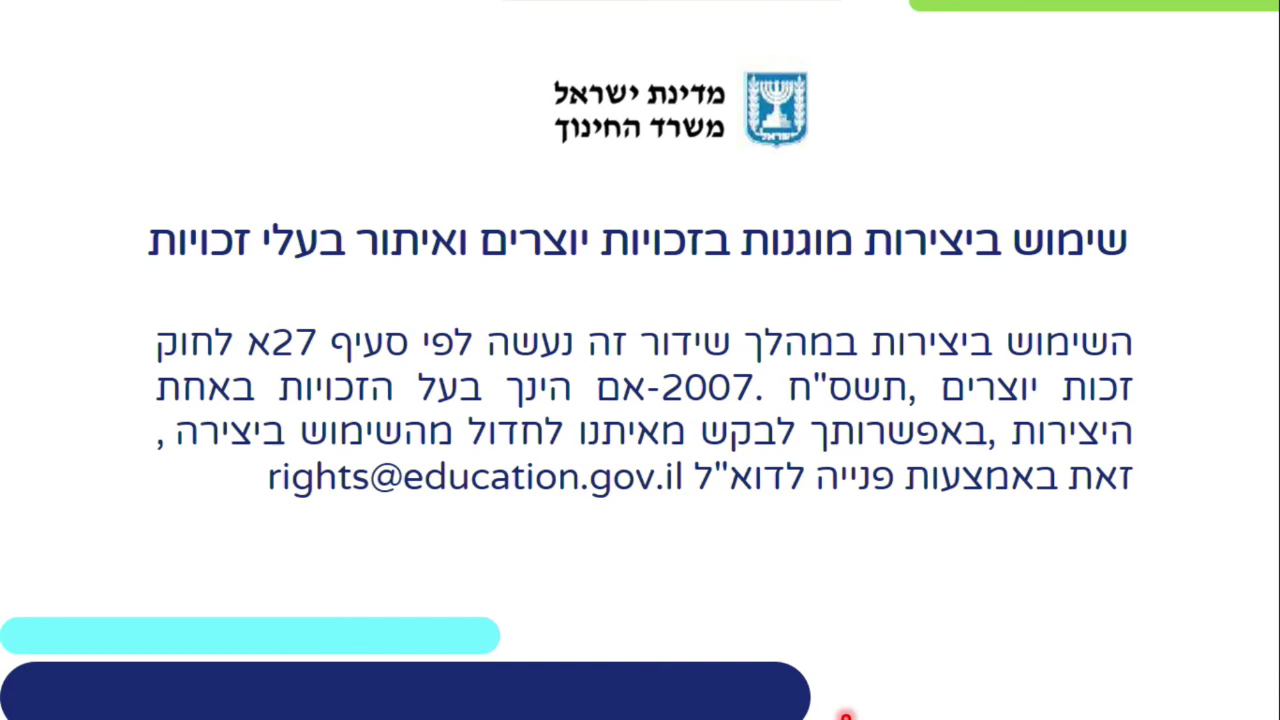 מדינת ישראל
משרד החינוך
ישראל
שימוש ביצירות מוגנות בזכויות יוצרים ואיתור בעלי זכויות
השימוש ביצירות במהלך שידור זה נעשה לפי סעיף 27א לחוק
זכות יוצרים ,תשס"ח .2007-אם הינך בעל הזכויות באחת
היצירות ,באפשרותך לבקש מאיתנו לחדול מהשימוש ביצירה ,
זאת באמצעות פנייה לדוא"ל rights@education.gov.il